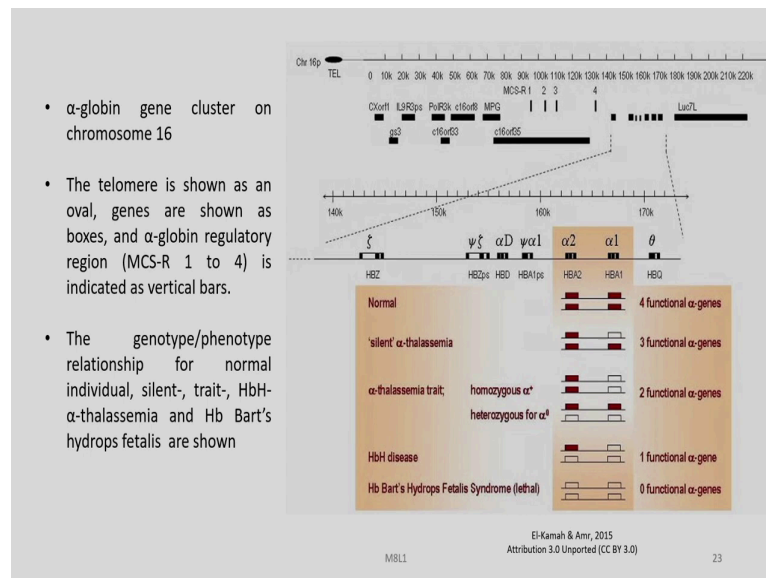 • α-globin gene cluster on
chromosome 16
• The telomere is shown as an
oval, genes are shown as
boxes, and α-globin regulatory
region (MCS-R 1 to 4) is
indicated as vertical bars.
• The genotype/phenotype
relationship for normal
individual, silent-, trait-, HbH-
α-thalassemia and Hb Bart's
hydrops fetalis are shown
Chr 16p
TEL
0 10k 20k 30k 40k 50k 60k 70k 80k 90k 100k 110k 120k 130k 140k 150k 160k 170k 180k 190k 200k 210k 220k
MCS-R 1 2 3 4
CXorf1 IL9R3ps PolR3k c16orf8 MPG Luc7L
gs3 c16orf33 c16orf35
140k 150k 160k 170k
ζ ψζ αD ψα1 α2 α1 θ
HBZ HBZps HBD HBA1ps HBA2 HBA1 HBQ
Normal 4 functional α-genes
'silent' α-thalassemia 3 functional α-genes
α-thalassemia trait; homozygous α⁺ 2 functional α-genes
heterozygous for α⁰
HbH disease 1 functional α-gene
Hb Bart's Hydrops Fetalis Syndrome (lethal) 0 functional α-genes
El-Kamah & Amr, 2015
Attribution 3.0 Unported (CC BY 3.0)
M8L1 23